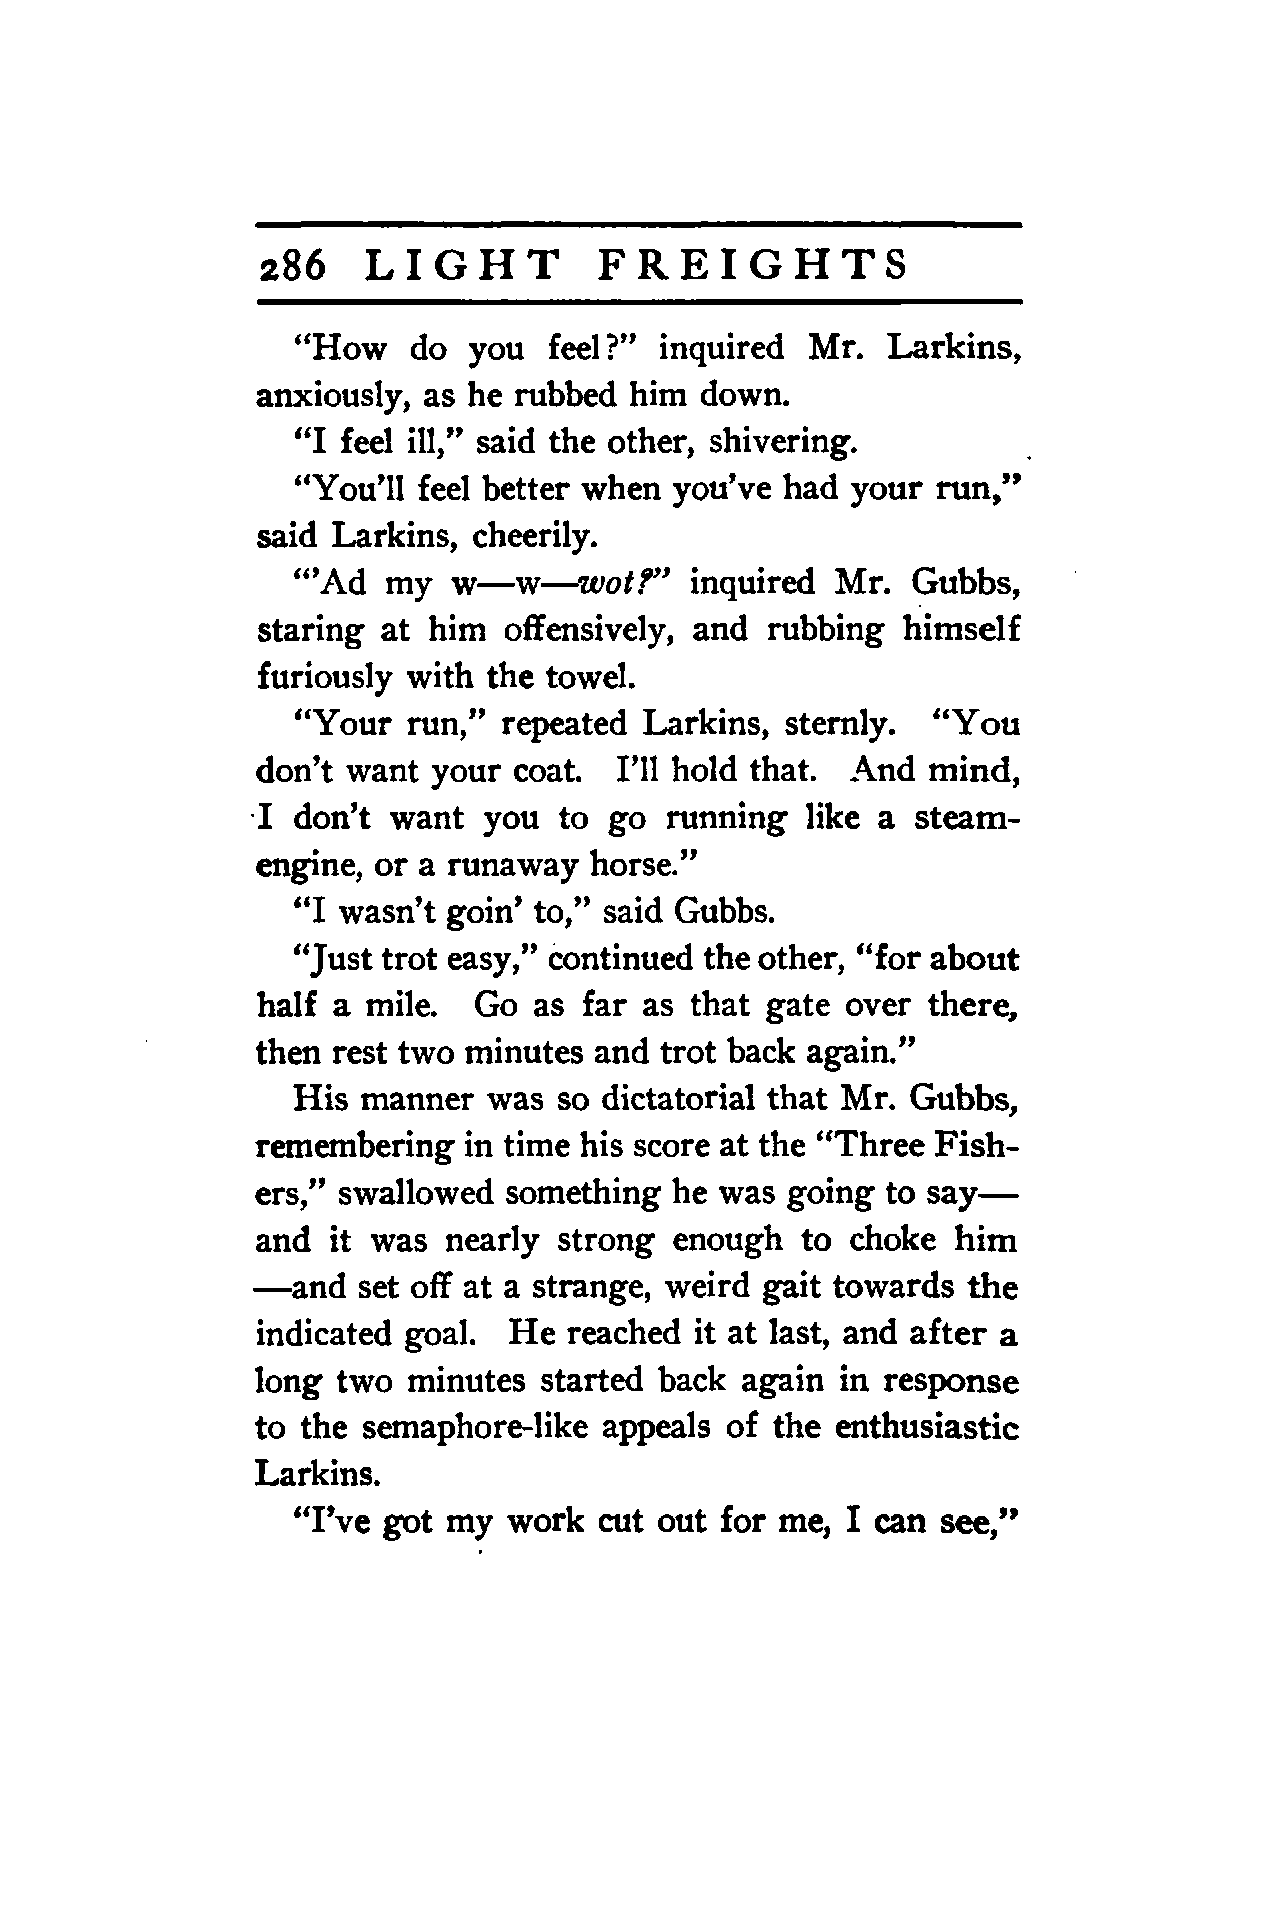 286 LIGHT FREIGHTS
“How do you feel?” inquired Mr. Larkins,
anxiously, as he rubbed him down.
“I feel ill,” said the other, shivering.
“You’ll feel better when you’ve had your run,”
said Larkins, cheerily.
“’Ad my w—w—wot?” inquired Mr. Gubbs,
staring at him offensively, and rubbing himself
furiously with the towel.
“Your run,” repeated Larkins, sternly. “You
don’t want your coat. I’ll hold that. And mind,
I don’t want you to go running like a steam-
engine, or a runaway horse.”
“I wasn’t goin’ to,” said Gubbs.
“Just trot easy,” continued the other, “for about
half a mile. Go as far as that gate over there,
then rest two minutes and trot back again.”
His manner was so dictatorial that Mr. Gubbs,
remembering in time his score at the “Three Fish-
ers,” swallowed something he was going to say—
and it was nearly strong enough to choke him
—and set off at a strange, weird gait towards the
indicated goal. He reached it at last, and after a
long two minutes started back again in response
to the semaphore-like appeals of the enthusiastic
Larkins.
“I’ve got my work cut out for me, I can see,”